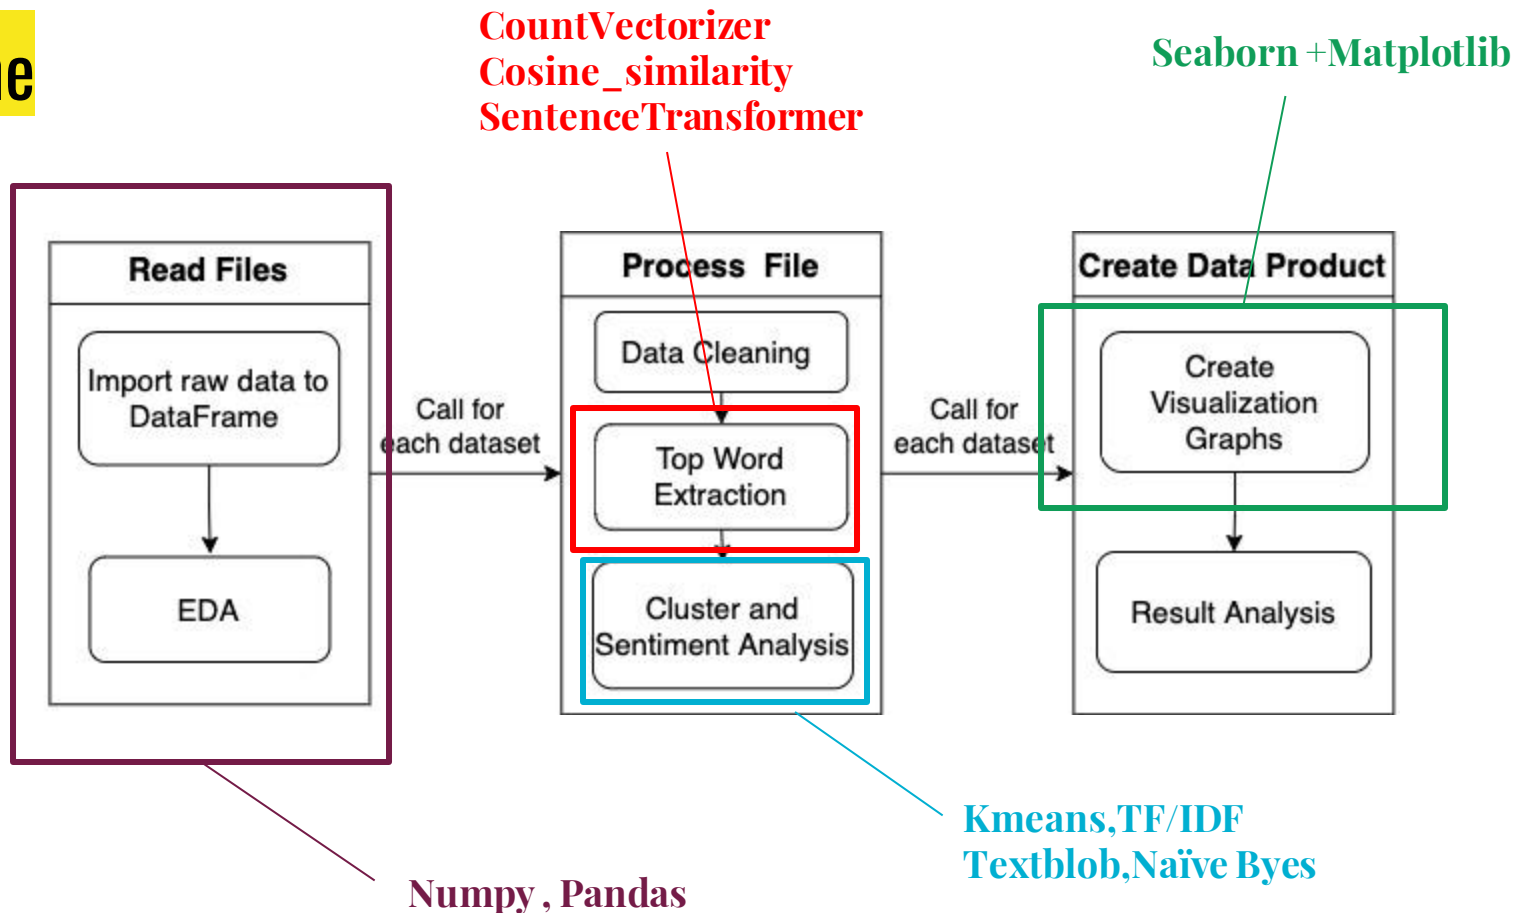 ne
CountVectorizer
Cosine_similarity
SentenceTransformer
Seaborn +Matplotlib
Read Files
Import raw data to
DataFrame
EDA
Call for
each dataset
Process File
Data Cleaning
Top Word
Extraction
Cluster and
Sentiment Analysis
Call for
each dataset
Create Data Product
Create
Visualization
Graphs
Result Analysis
Kmeans,TF/IDF
Textblob,Naïve Byes
Numpy , Pandas